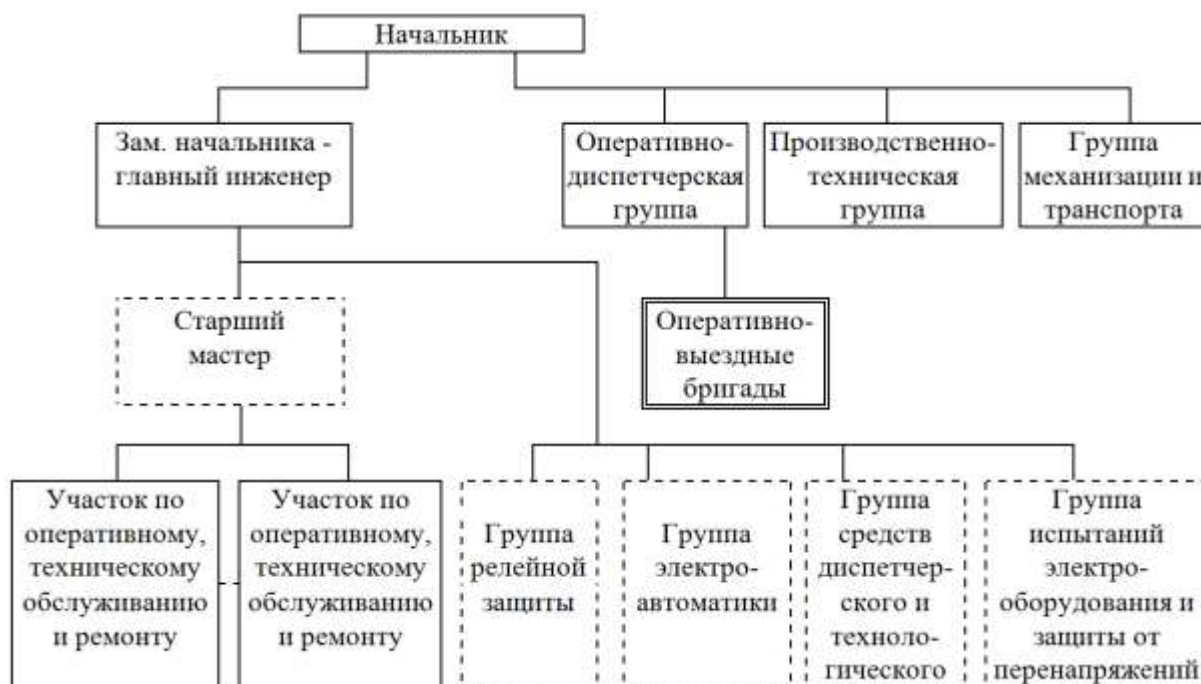 Начальник
Зам. начальника -
главный инженер
Оперативно-
диспетчерская
группа
Производственно-
техническая
группа
Группа
механизации и
транспорта
Старший
мастер
Оперативно-
выездные
бригады
Участок по
оперативному,
техническому
обслуживанию
и ремонту
Участок по
оперативному,
техническому
обслуживанию
и ремонту
Группа
релейной
защиты
Группа
электро-
автоматики
Группа
средств
диспетчер-
ского и
техноло-
гического
Группа
испытаний
электро-
оборудования и
защиты от
перенапряжений